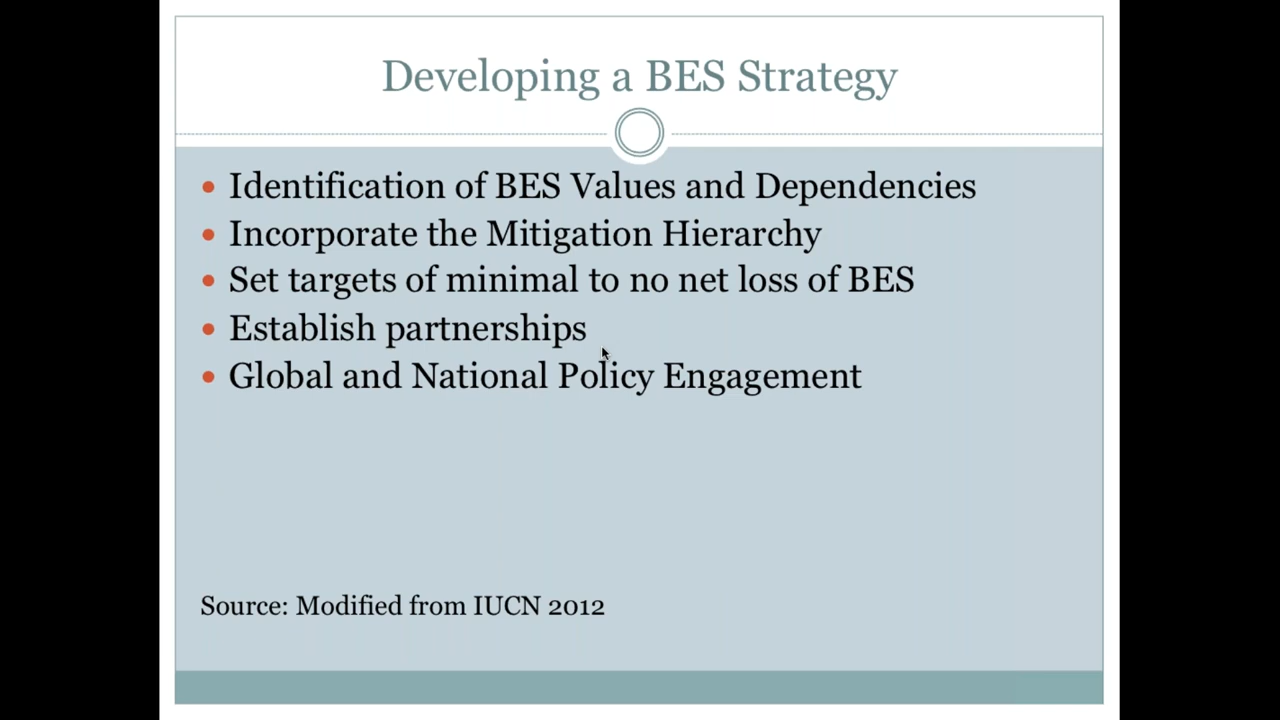 Developing a BES Strategy
• Identification of BES Values and Dependencies
• Incorporate the Mitigation Hierarchy
• Set targets of minimal to no net loss of BES
• Establish partnerships
• Global and National Policy Engagement
Source: Modified from IUCN 2012